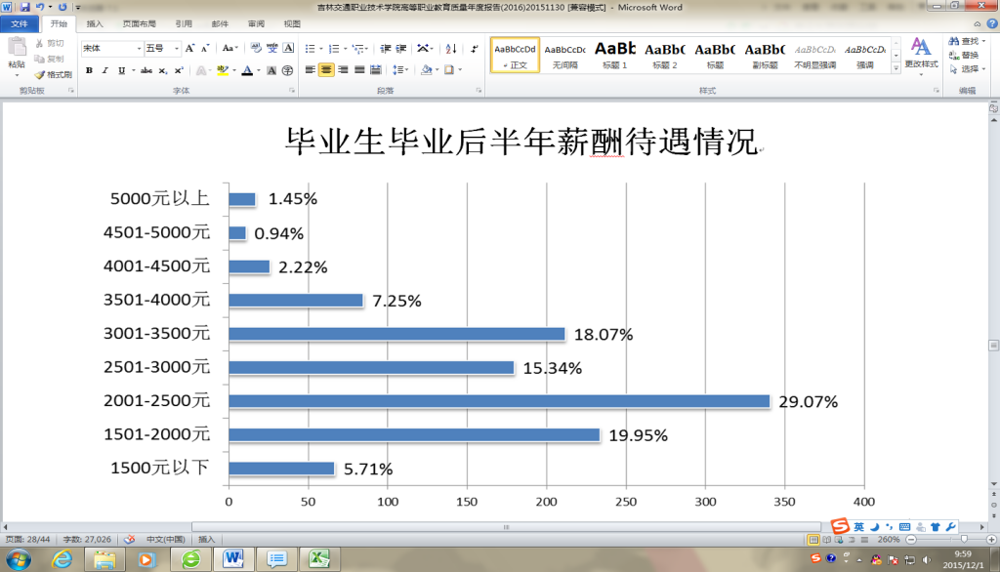 吉林交通职业技术学院高等职业教育质量年度报告(2016)20151130 [兼容模式] - Microsoft Word
文件 开始 插入 页面布局 引用 邮件 审阅 视图
粘贴 剪切 复制 格式刷
宋体 五号
AaBbCcDd AaBbCcDc AaBb AaBbC AaBbC AaBbC AaBbCcD AaBbCcD
正文 无间隔 标题 1 标题 2 标题 副标题 不明显强调 强调
更改样式
查找 替换 选择
剪贴板 字体 段落 样式 编辑
毕业生毕业后半年薪酬待遇情况
5000元以上 1.45%
4501-5000元 0.94%
4001-4500元 2.22%
3501-4000元 7.25%
3001-3500元 18.07%
2501-3000元 15.34%
2001-2500元 29.07%
1501-2000元 19.95%
1500元以下 5.71%
0 50 100 150 200 250 300 350 400
页面: 28/44 字数: 27,026 中文(中国) 插入
英
260%
9:59
2015/12/1